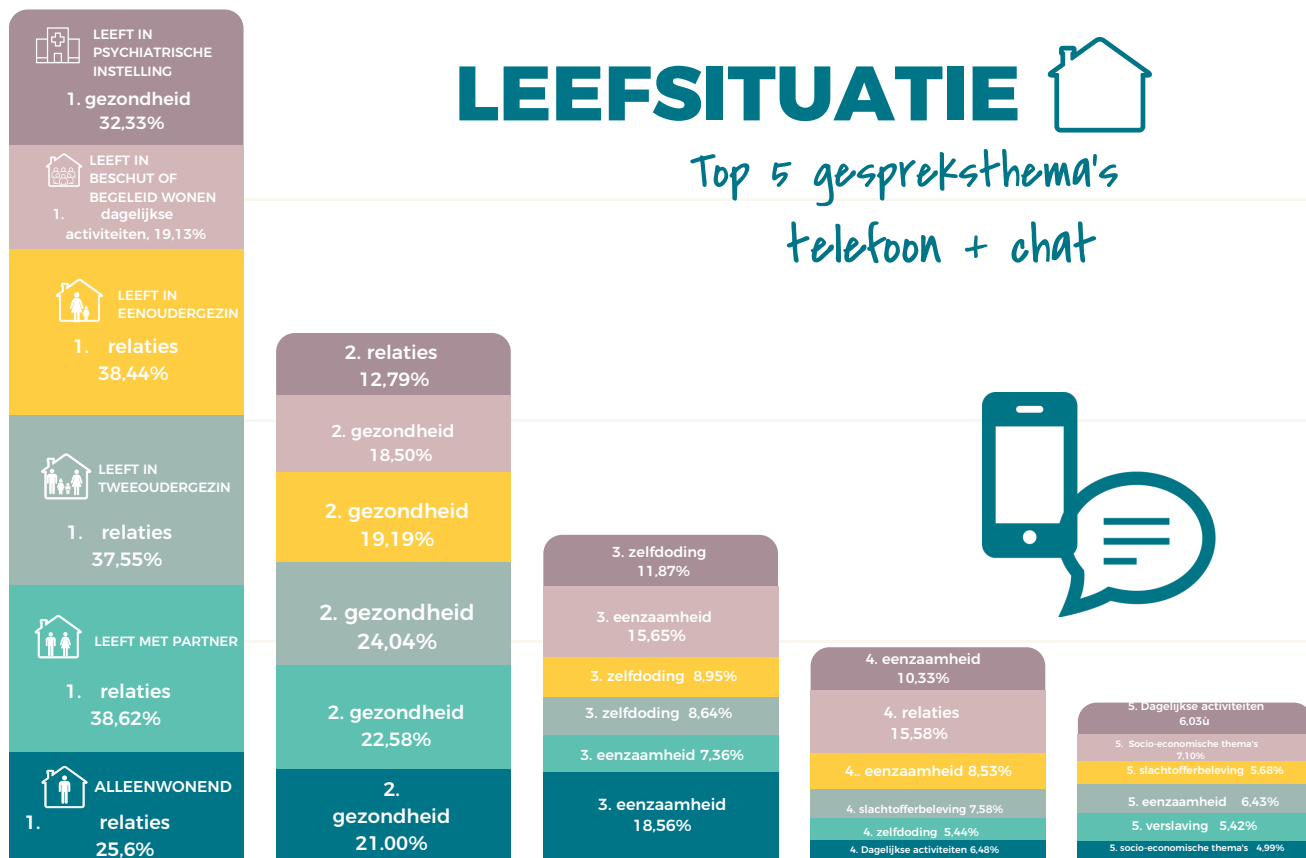 LEEFSITUATIE
Top 5 gespreksthema's
telefoon + chat
LEEFT IN
PSYCHIATRISCHE
INSTELLING
1. gezondheid
32,33%
LEEFT IN
BESCHUT OF
BEGELEID WONEN
1. dagelijkse
activiteiten, 19,13%
LEEFT IN
EENOUDERGEZIN
1. relaties
38,44%
LEEFT IN
TWEEOUDERGEZIN
1. relaties
37,55%
LEEFT MET PARTNER
1. relaties
38,62%
ALLEENWONEND
1. relaties
25,6%
2. relaties
12,79%
2. gezondheid
18,50%
2. gezondheid
19,19%
2. gezondheid
24,04%
2. gezondheid
22,58%
2.
gezondheid
21.00%
3. zelfdoding
11,87%
3. eenzaamheid
15,65%
3. zelfdoding 8,95%
3. zelfdoding 8,64%
3. eenzaamheid 7,36%
3. eenzaamheid
18,56%
4. eenzaamheid
10,33%
4. relaties
15,58%
4.. eenzaamheid 8,53%
4. slachtofferbeleving 7,58%
4. zelfdoding 5,44%
4. Dagelijkse activiteiten 6,48%
5. Dagelijkse activiteiten
6,03ù
5. Socio-economische thema's
7,10%
5. slachtofferbeleving 5.68%
5. eenzaamheid 6,43%
5. verslaving 5,42%
5. socio-economische thema's 4,99%